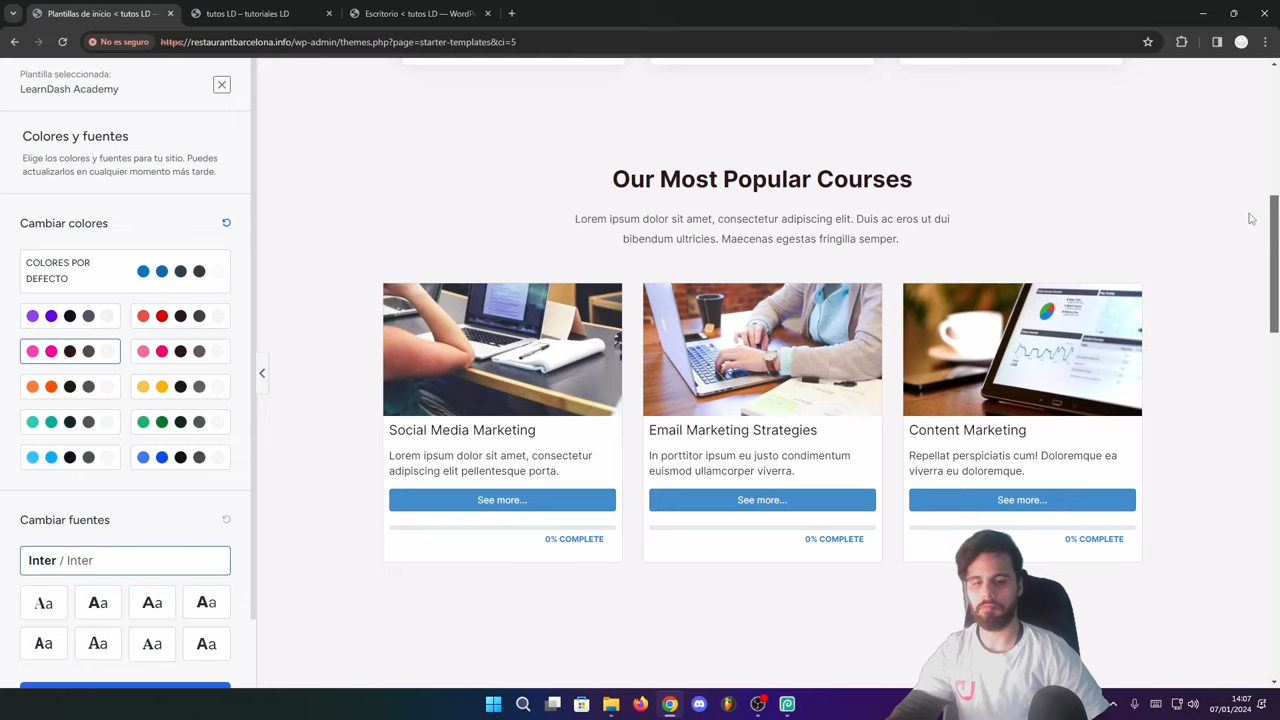 Plantillas de inicio < tutos LD –
tutos LD – tutoriales LD
Escritorio < tutos LD — WordPr
No es seguro
https://restaurantbarcelona.info/wp-admin/themes.php?page=starter-templates&ci=5
Plantilla seleccionada:
LearnDash Academy
Colores y fuentes
Elige los colores y fuentes para tu sitio. Puedes
actualizarlos en cualquier momento más tarde.
Cambiar colores
COLORES POR
DEFECTO
Cambiar fuentes
Inter / Inter
Aa Aa Aa Aa
Aa Aa Aa Aa
Our Most Popular Courses
Lorem ipsum dolor sit amet, consectetur adipiscing elit. Duis ac eros ut dui
bibendum ultricies. Maecenas egestas fringilla semper.
Social Media Marketing
Lorem ipsum dolor sit amet, consectetur
adipiscing elit pellentesque porta.
See more...
0% COMPLETE
Email Marketing Strategies
In porttitor ipsum eu justo condimentum
euismod ullamcorper viverra.
See more...
0% COMPLETE
Content Marketing
Repellat perspiciatis cum! Doloremque ea
viverra eu doloremque.
See more...
0% COMPLETE
14:07
07/01/2024